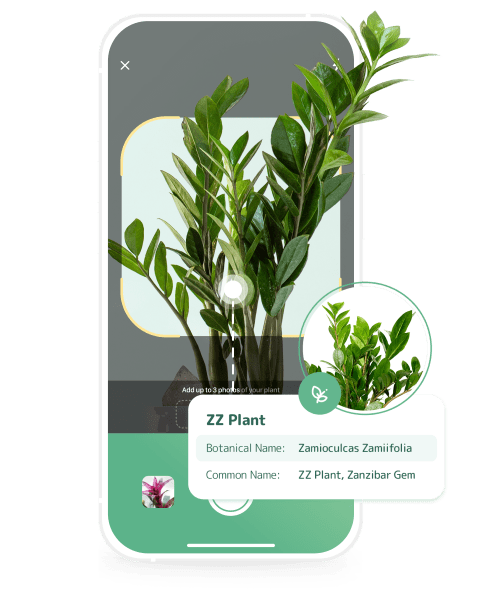 Add up to 3 photos of your plant
ZZ Plant
Botanical Name: Zamioculcas Zamiifolia
Common Name: ZZ Plant, Zanzibar Gem